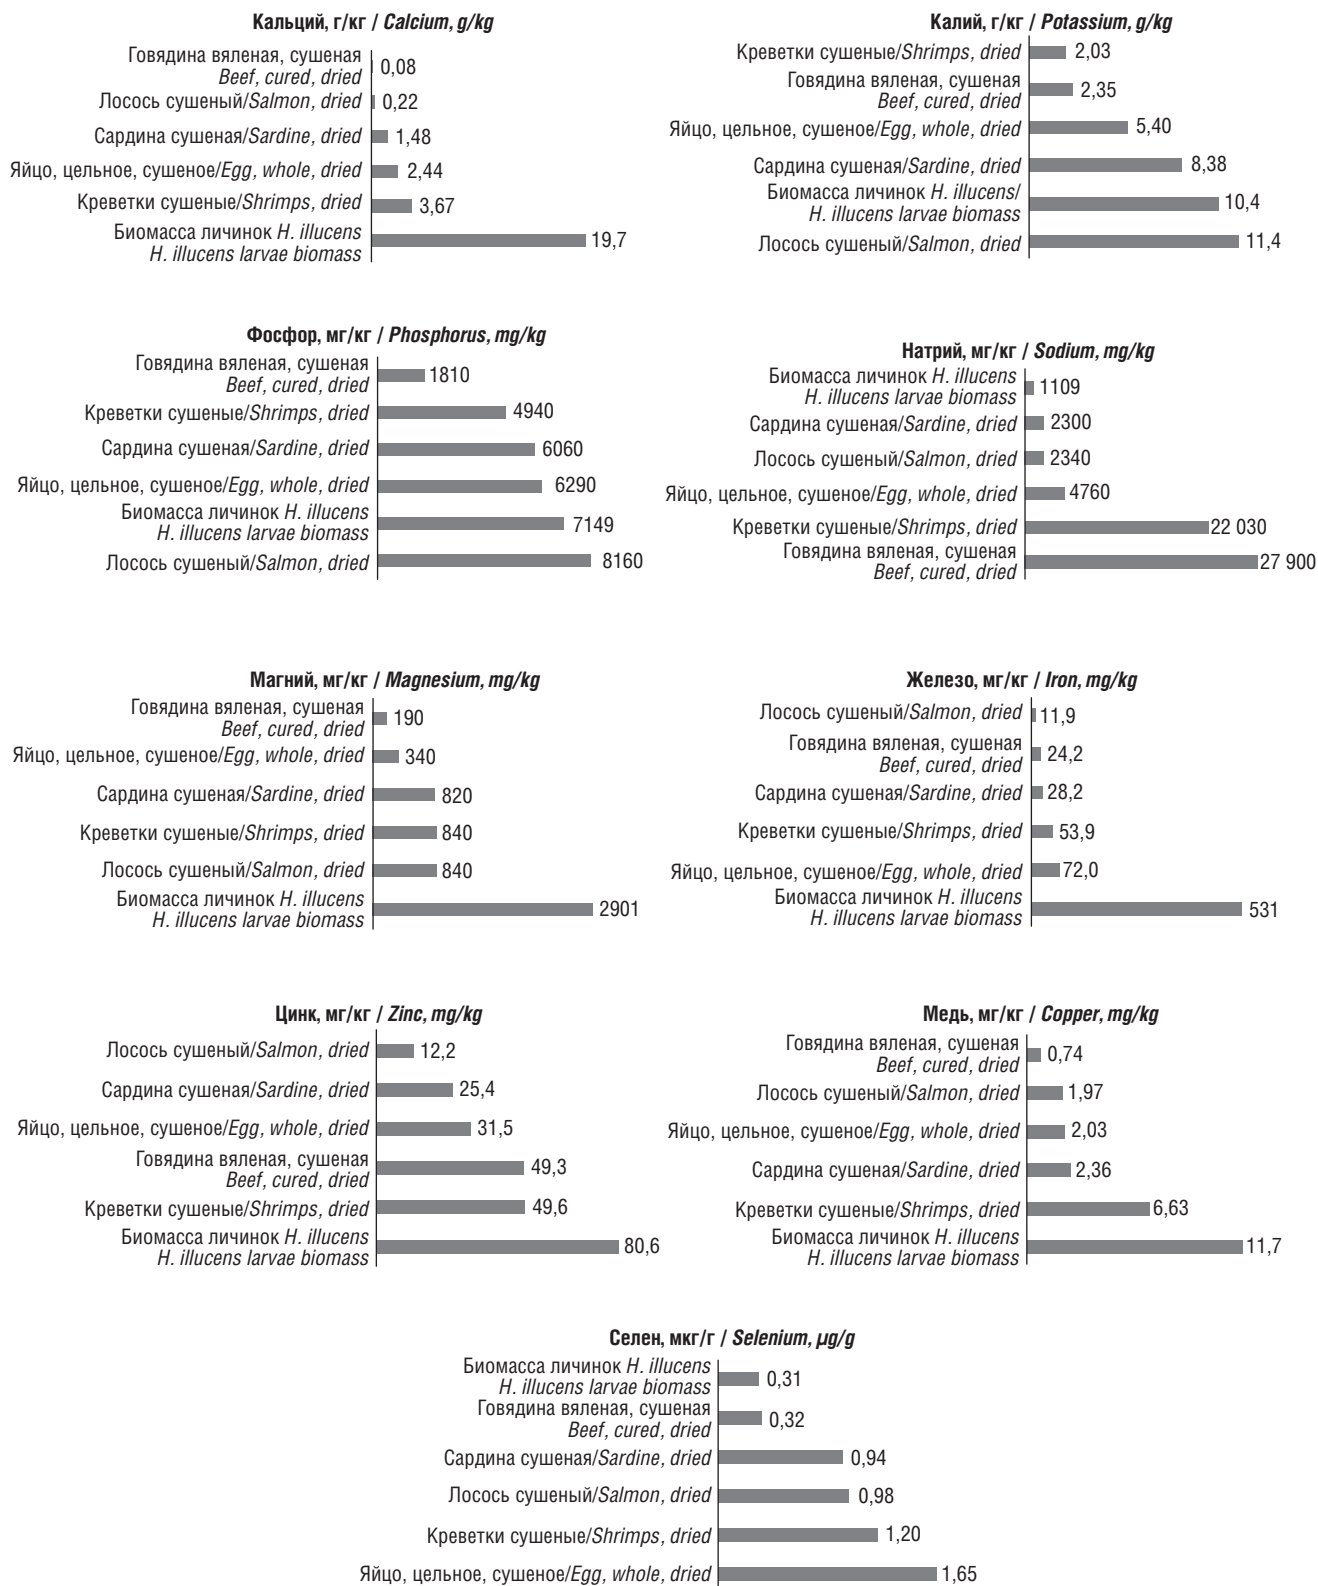 Кальций, г/кг / Calcium, g/kg
Говядина вяленая, сушеная
Beef, cured, dried
0,08
Лосось сушеный/Salmon, dried
0,22
Сардина сушеная/Sardine, dried
1,48
Яйцо, цельное, сушеное/Egg, whole, dried
2,44
Креветки сушеные/Shrimps, dried
3,67
Биомасса личинок H. illucens
H. illucens larvae biomass
19,7
Калий, г/кг / Potassium, g/kg
Креветки сушеные/Shrimps, dried
2,03
Говядина вяленая, сушеная
Beef, cured, dried
2,35
Яйцо, цельное, сушеное/Egg, whole, dried
5,40
Сардина сушеная/Sardine, dried
8,38
Биомасса личинок H. illucens/
H. illucens larvae biomass
10,4
Лосось сушеный/Salmon, dried
11,4
Фосфор, мг/кг / Phosphorus, mg/kg
Говядина вяленая, сушеная
Beef, cured, dried
1810
Креветки сушеные/Shrimps, dried
4940
Сардина сушеная/Sardine, dried
6060
Яйцо, цельное, сушеное/Egg, whole, dried
6290
Биомасса личинок H. illucens
H. illucens larvae biomass
7149
Лосось сушеный/Salmon, dried
8160
Натрий, мг/кг / Sodium, mg/kg
Биомасса личинок H. illucens
H. illucens larvae biomass
1109
Сардина сушеная/Sardine, dried
2300
Лосось сушеный/Salmon, dried
2340
Яйцо, цельное, сушеное/Egg, whole, dried
4760
Креветки сушеные/Shrimps, dried
22 030
Говядина вяленая, сушеная
Beef, cured, dried
27 900
Магний, мг/кг / Magnesium, mg/kg
Говядина вяленая, сушеная
Beef, cured, dried
190
Яйцо, цельное, сушеное/Egg, whole, dried
340
Сардина сушеная/Sardine, dried
820
Креветки сушеные/Shrimps, dried
840
Лосось сушеный/Salmon, dried
840
Биомасса личинок H. illucens
H. illucens larvae biomass
2901
Железо, мг/кг / Iron, mg/kg
Лосось сушеный/Salmon, dried
11,9
Говядина вяленая, сушеная
Beef, cured, dried
24,2
Сардина сушеная/Sardine, dried
28,2
Креветки сушеные/Shrimps, dried
53,9
Яйцо, цельное, сушеное/Egg, whole, dried
72,0
Биомасса личинок H. illucens
H. illucens larvae biomass
531
Цинк, мг/кг / Zinc, mg/kg
Лосось сушеный/Salmon, dried
12,2
Сардина сушеная/Sardine, dried
25,4
Яйцо, цельное, сушеное/Egg, whole, dried
31,5
Говядина вяленая, сушеная
Beef, cured, dried
49,3
Креветки сушеные/Shrimps, dried
49,6
Биомасса личинок H. illucens
H. illucens larvae biomass
80,6
Медь, мг/кг / Copper, mg/kg
Говядина вяленая, сушеная
Beef, cured, dried
0,74
Лосось сушеный/Salmon, dried
1,97
Яйцо, цельное, сушеное/Egg, whole, dried
2,03
Сардина сушеная/Sardine, dried
2,36
Креветки сушеные/Shrimps, dried
6,63
Биомасса личинок H. illucens
H. illucens larvae biomass
11,7
Селен, мкг/г / Selenium, μg/g
Биомасса личинок H. illucens
H. illucens larvae biomass
0,31
Говядина вяленая, сушеная
Beef, cured, dried
0,32
Сардина сушеная/Sardine, dried
0,94
Лосось сушеный/Salmon, dried
0,98
Креветки сушеные/Shrimps, dried
1,20
Яйцо, цельное, сушеное/Egg, whole, dried
1,65